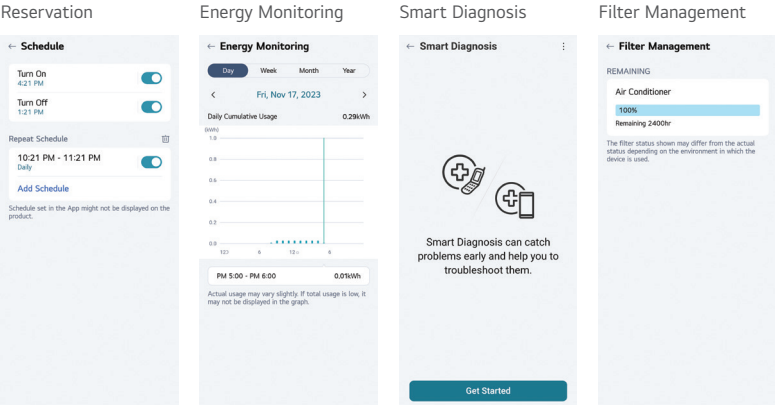 Reservation
← Schedule
Turn On
4:21 PM
Turn Off
1:21 PM
Repeat Schedule
10:21 PM - 11:21 PM
Daily
Add Schedule
Schedule set in the App might not be displayed on the
product.
Energy Monitoring
← Energy Monitoring
Day Week Month Year
< Fri, Nov 17, 2023 >
Daily Cumulative Usage 0.29kWh
(kWh)
1.0
0.8
0.6
0.4
0.2
0.0
6
6
PM 5:00 - PM 6:00 0.01kWh
Actual usage may vary slightly. If total usage is low, it
may not be displayed in the graph.
Smart Diagnosis
← Smart Diagnosis
Smart Diagnosis can catch
problems early and help you to
troubleshoot them.
Get Started
Filter Management
← Filter Management
REMAINING
Air Conditioner
100%
Remaining 2400hr
The filter status shown may differ from the actual
status depending on the environment in which the
device is used.